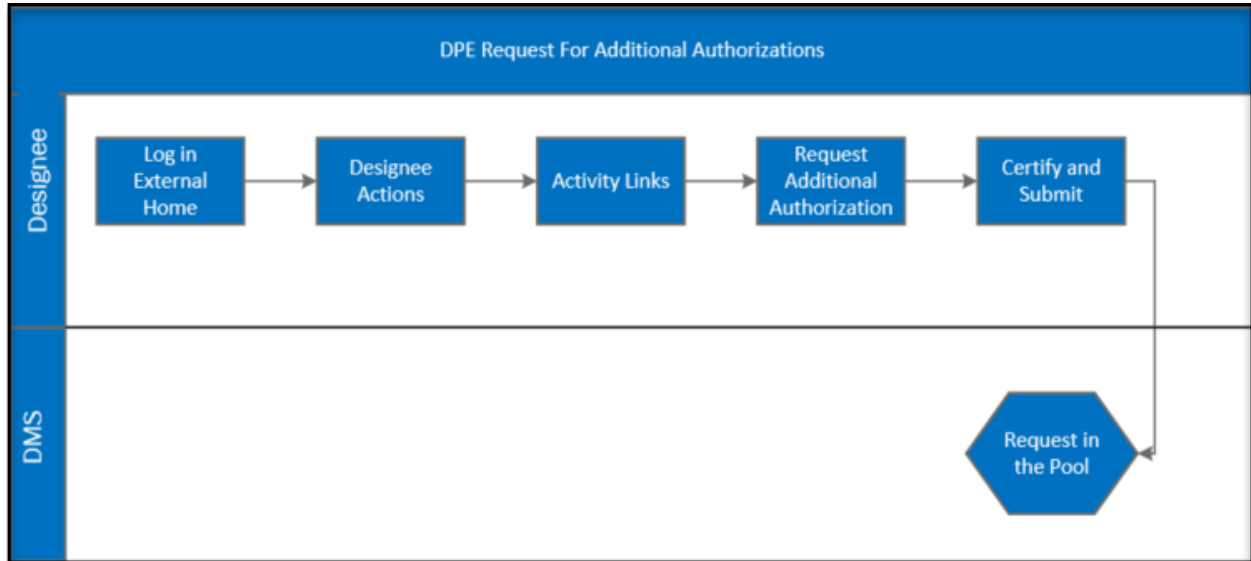 DPE Request For Additional Authorizations
Designee
Log in
External
Home
Designee
Actions
Activity Links
Request
Additional
Authorization
Certify and
Submit
DMS
Request in
the Pool